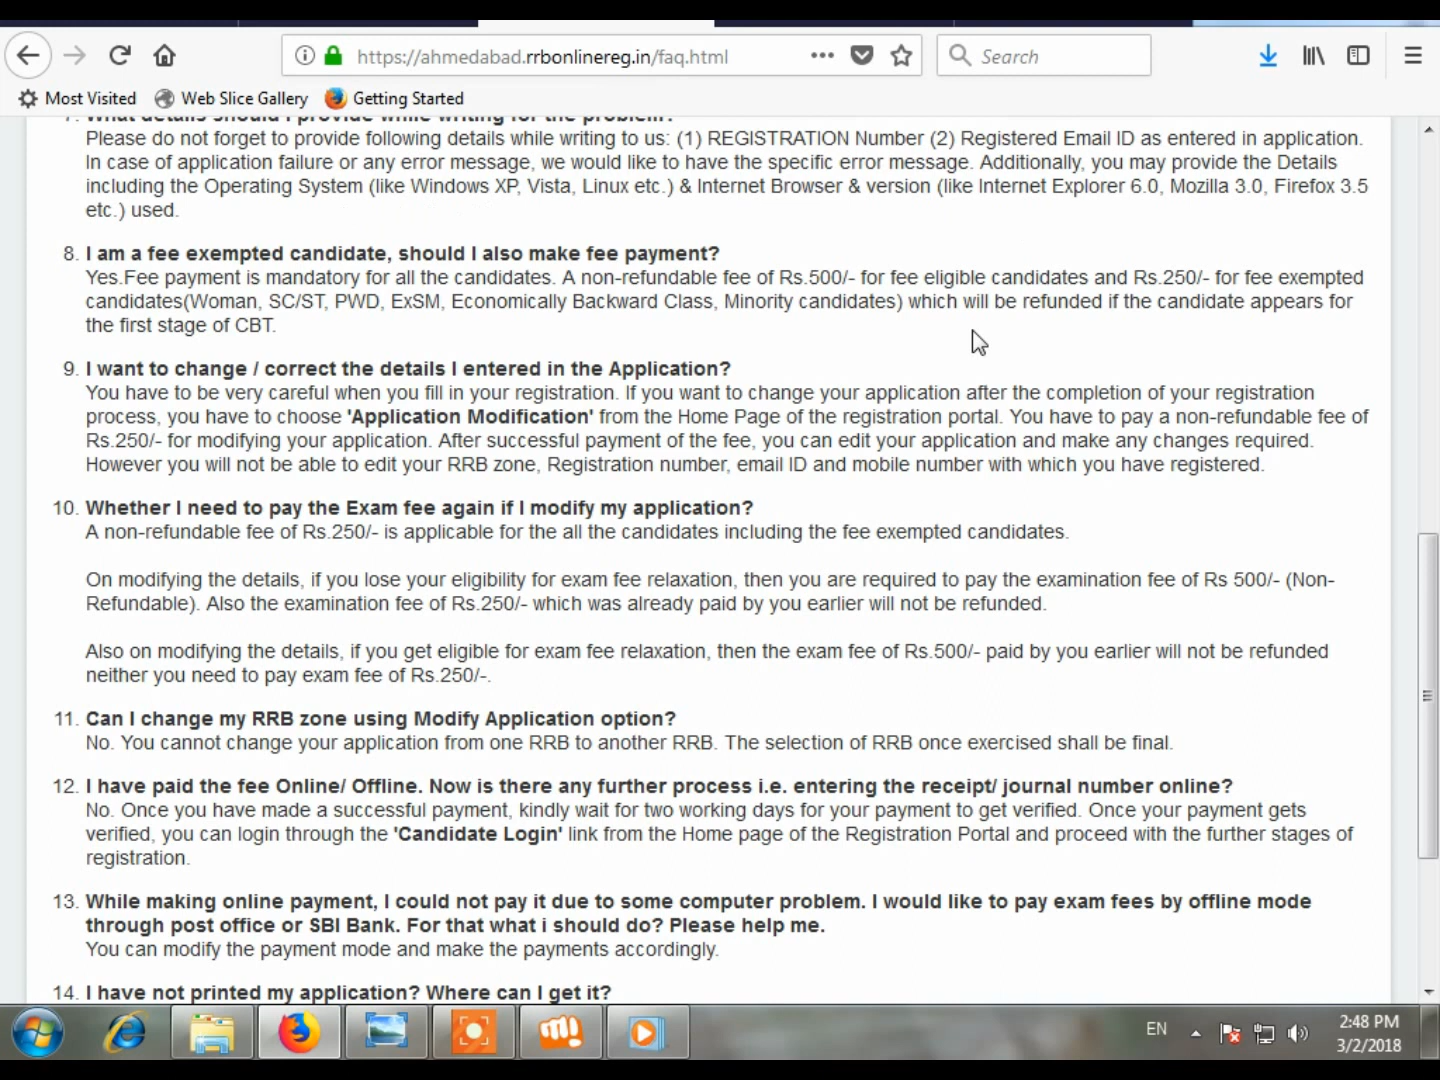 https://ahmedabad.rrbonlinereg.in/faq.html
Search
Most Visited
Web Slice Gallery
Getting Started
7. What details should I provide while writing for the problem?
Please do not forget to provide following details while writing to us: (1) REGISTRATION Number (2) Registered Email ID as entered in application.
In case of application failure or any error message, we would like to have the specific error message. Additionally, you may provide the Details
including the Operating System (like Windows XP, Vista, Linux etc.) & Internet Browser & version (like Internet Explorer 6.0, Mozilla 3.0, Firefox 3.5
etc.) used.
8. I am a fee exempted candidate, should I also make fee payment?
Yes.Fee payment is mandatory for all the candidates. A non-refundable fee of Rs.500/- for fee eligible candidates and Rs.250/- for fee exempted
candidates(Woman, SC/ST, PWD, ExSM, Economically Backward Class, Minority candidates) which will be refunded if the candidate appears for
the first stage of CBT.
9. I want to change / correct the details I entered in the Application?
You have to be very careful when you fill in your registration. If you want to change your application after the completion of your registration
process, you have to choose 'Application Modification' from the Home Page of the registration portal. You have to pay a non-refundable fee of
Rs.250/- for modifying your application. After successful payment of the fee, you can edit your application and make any changes required.
However you will not be able to edit your RRB zone, Registration number, email ID and mobile number with which you have registered.
10. Whether I need to pay the Exam fee again if I modify my application?
A non-refundable fee of Rs.250/- is applicable for the all the candidates including the fee exempted candidates.
On modifying the details, if you lose your eligibility for exam fee relaxation, then you are required to pay the examination fee of Rs 500/- (Non-
Refundable). Also the examination fee of Rs.250/- which was already paid by you earlier will not be refunded.
Also on modifying the details, if you get eligible for exam fee relaxation, then the exam fee of Rs.500/- paid by you earlier will not be refunded
neither you need to pay exam fee of Rs.250/-.
11. Can I change my RRB zone using Modify Application option?
No. You cannot change your application from one RRB to another RRB. The selection of RRB once exercised shall be final.
12. I have paid the fee Online/ Offline. Now is there any further process i.e. entering the receipt/ journal number online?
No. Once you have made a successful payment, kindly wait for two working days for your payment to get verified. Once your payment gets
verified, you can login through the 'Candidate Login' link from the Home page of the Registration Portal and proceed with the further stages of
registration.
13. While making online payment, I could not pay it due to some computer problem. I would like to pay exam fees by offline mode
through post office or SBI Bank. For that what i should do? Please help me.
You can modify the payment mode and make the payments accordingly.
14. I have not printed my application? Where can I get it?
EN
2:48 PM
3/2/2018